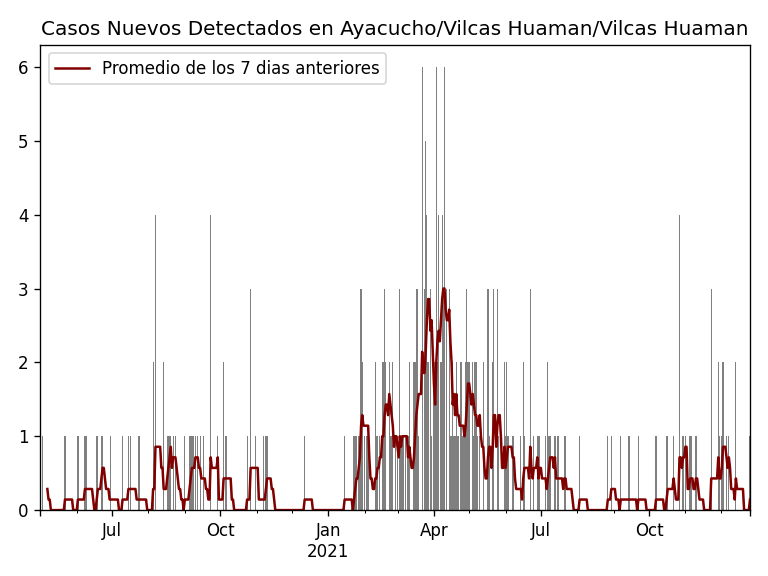 Casos Nuevos Detectados en Ayacucho/Vilcas Huaman/Vilcas Huaman
Promedio de los 7 dias anteriores
6
5
4
3
2
1
0
Jul
Oct
Jan
2021
Apr
Jul
Oct